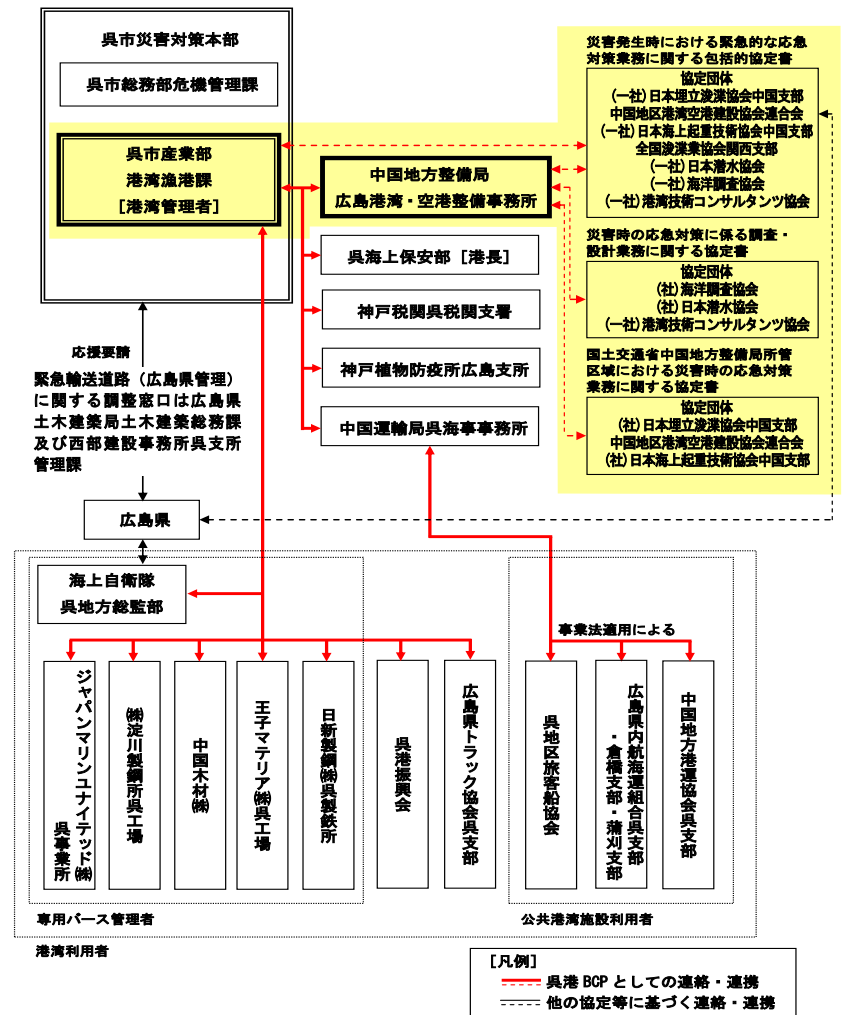 呉市災害対策本部
呉市総務部危機管理課
呉市産業部
港湾漁港課
[港湾管理者]
中国地方整備局
広島港湾・空港整備事務所
呉海上保安部[港長]
神戸税関呉税関支署
神戸植物防疫所広島支所
中国運輸局呉海事事務所
災害発生時における緊急的な応急
対策業務に関する包括的協定書
協定団体
(一社)日本埋立浚渫協会中国支部
中国地区港湾空港建設協会連合会
(一社)日本海上起重技術協会中国支部
全国浚渫業協会関西支部
(一社)日本潜水協会
(一社)海洋調査協会
(一社)港湾技術コンサルタンツ協会
災害時の応急対策に係る調査・
設計業務に関する協定書
協定団体
(社)海洋調査協会
(社)日本潜水協会
(一社)港湾技術コンサルタンツ協会
国土交通省中国地方整備局所管
区域における災害時の応急対策
業務に関する協定書
協定団体
(社)日本埋立浚渫協会中国支部
中国地区港湾空港建設協会連合会
(社)日本海上起重技術協会中国支部
応援要請
緊急輸送道路(広島県管理)
に関する調整窓口は広島県
土木建築局土木建築総務課
及び西部建設事務所呉支所
管理課
広島県
海上自衛隊
呉地方総監部
事業法適用による
ジャパンマリンユナイテッド㈱
呉事業所
㈱淀川製鋼所呉工場
中国木材㈱
王子マテリア㈱呉工場
日新製鋼㈱呉製鉄所
呉港振興会
広島県トラック協会呉支部
呉地区旅客船協会
広島県内航海運組合呉支部
・倉橋支部・蒲刈支部
中国地方港運協会呉支部
専用バース管理者
公共港湾施設利用者
港湾利用者
[凡例]
呉港BCPとしての連絡・連携
他の協定等に基づく連絡・連携